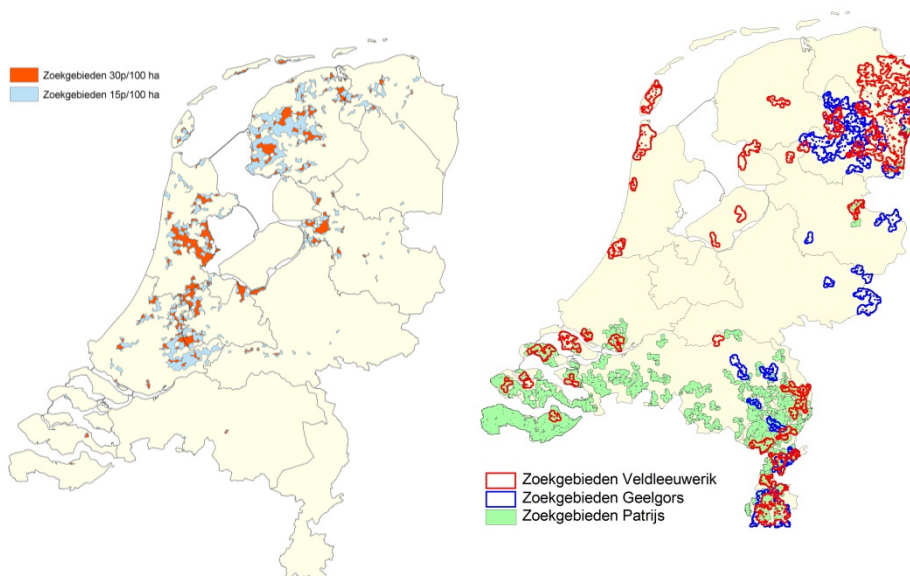 Zoekgebieden 30p/100 ha
Zoekgebieden 15p/100 ha
Zoekgebieden Veldleeuwerik
Zoekgebieden Geelgors
Zoekgebieden Patrijs